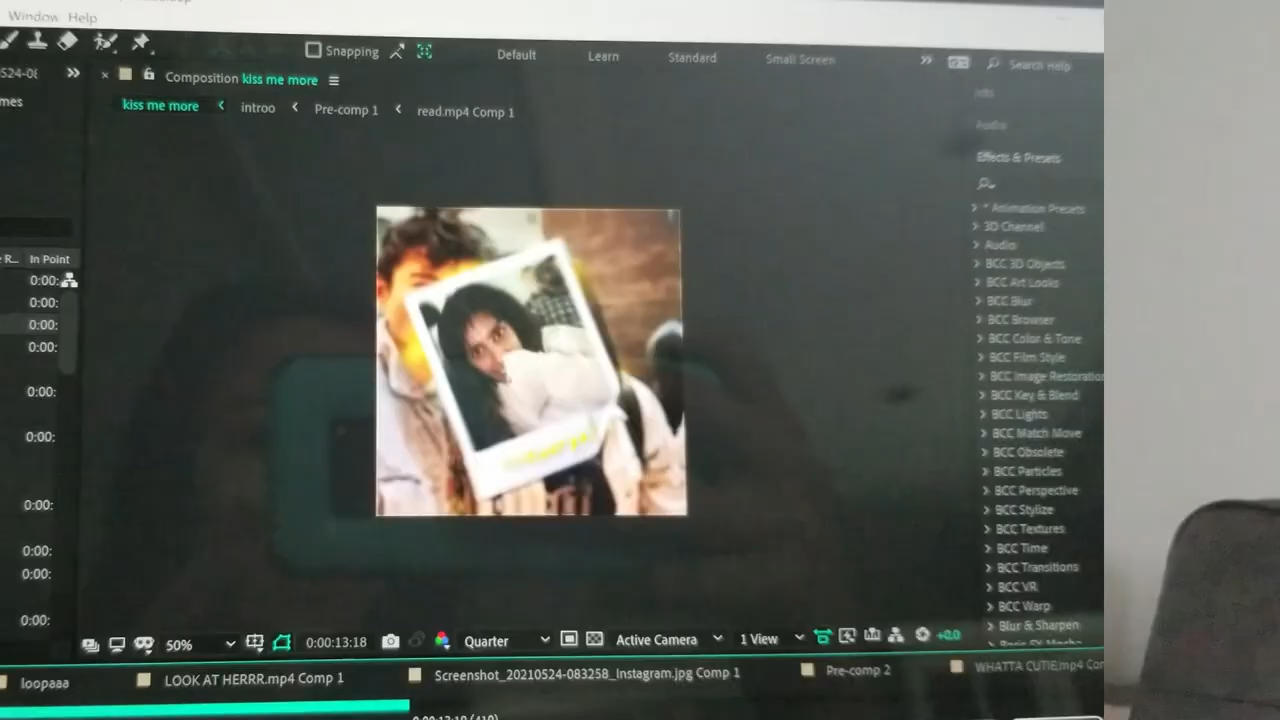 Window Help
Snapping Default Learn Standard Small Screen Search Help
Composition kiss me more
kiss me more introo Pre-comp 1 read.mp4 Comp 1
Info
Audio
Effects & Presets
In Point
* Animation Presets
3D Channel
Audio
BCC 3D Objects
BCC Art Looks
BCC Blur
BCC Browser
BCC Color & Tone
BCC Film Style
BCC Image Restoration
BCC Key & Blend
BCC Lights
BCC Match Move
BCC Obsolete
BCC Particles
BCC Perspective
BCC Stylize
BCC Textures
BCC Time
BCC Transitions
BCC VR
BCC Warp
Blur & Sharpen
0:00:
0:00:
0:00:
0:00:
0:00:
0:00:
0:00:
0:00:
0:00:
0:00:
50% 0:00:13:18 Quarter Active Camera 1 View +0.0
loopaaa LOOK AT HERRR.mp4 Comp 1 Screenshot_20210524-083258_Instagram.jpg Comp 1 Pre-comp 2 WHATTA CUTIE.mp4